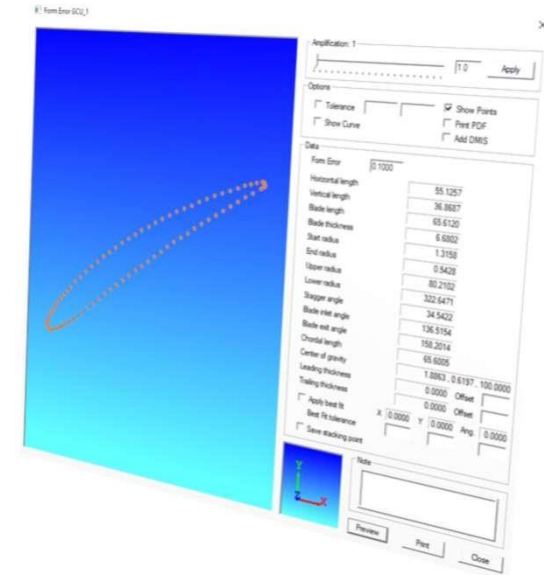 Form Error GCU_1
Amplification: 1
1.0
Apply
Options
Tolerance
Show Points
Show Curve
Print PDF
Add DMIS
Data
Form Error 0.1000
Horizontal length 55.1257
Vertical length 36.8687
Blade length 65.6120
Blade thickness 6.6802
Start radius 1.3158
End radius 0.5428
Upper radius 80.2102
Lower radius 322.6471
Stagger angle 34.5422
Blade inlet angle 136.5154
Blade exit angle 158.2014
Chordal length 65.6005
Center of gravity 1.8863 , 0.6197 , 100.0000
Leading thickness 0.0000 Offset
Trailing thickness 0.0000 Offset
Apply best fit X 0.0000 Y 0.0000 Ang. 0.0000
Best Fit tolerance
Save stacking point
Y
Z X
Note
Preview
Print
Close